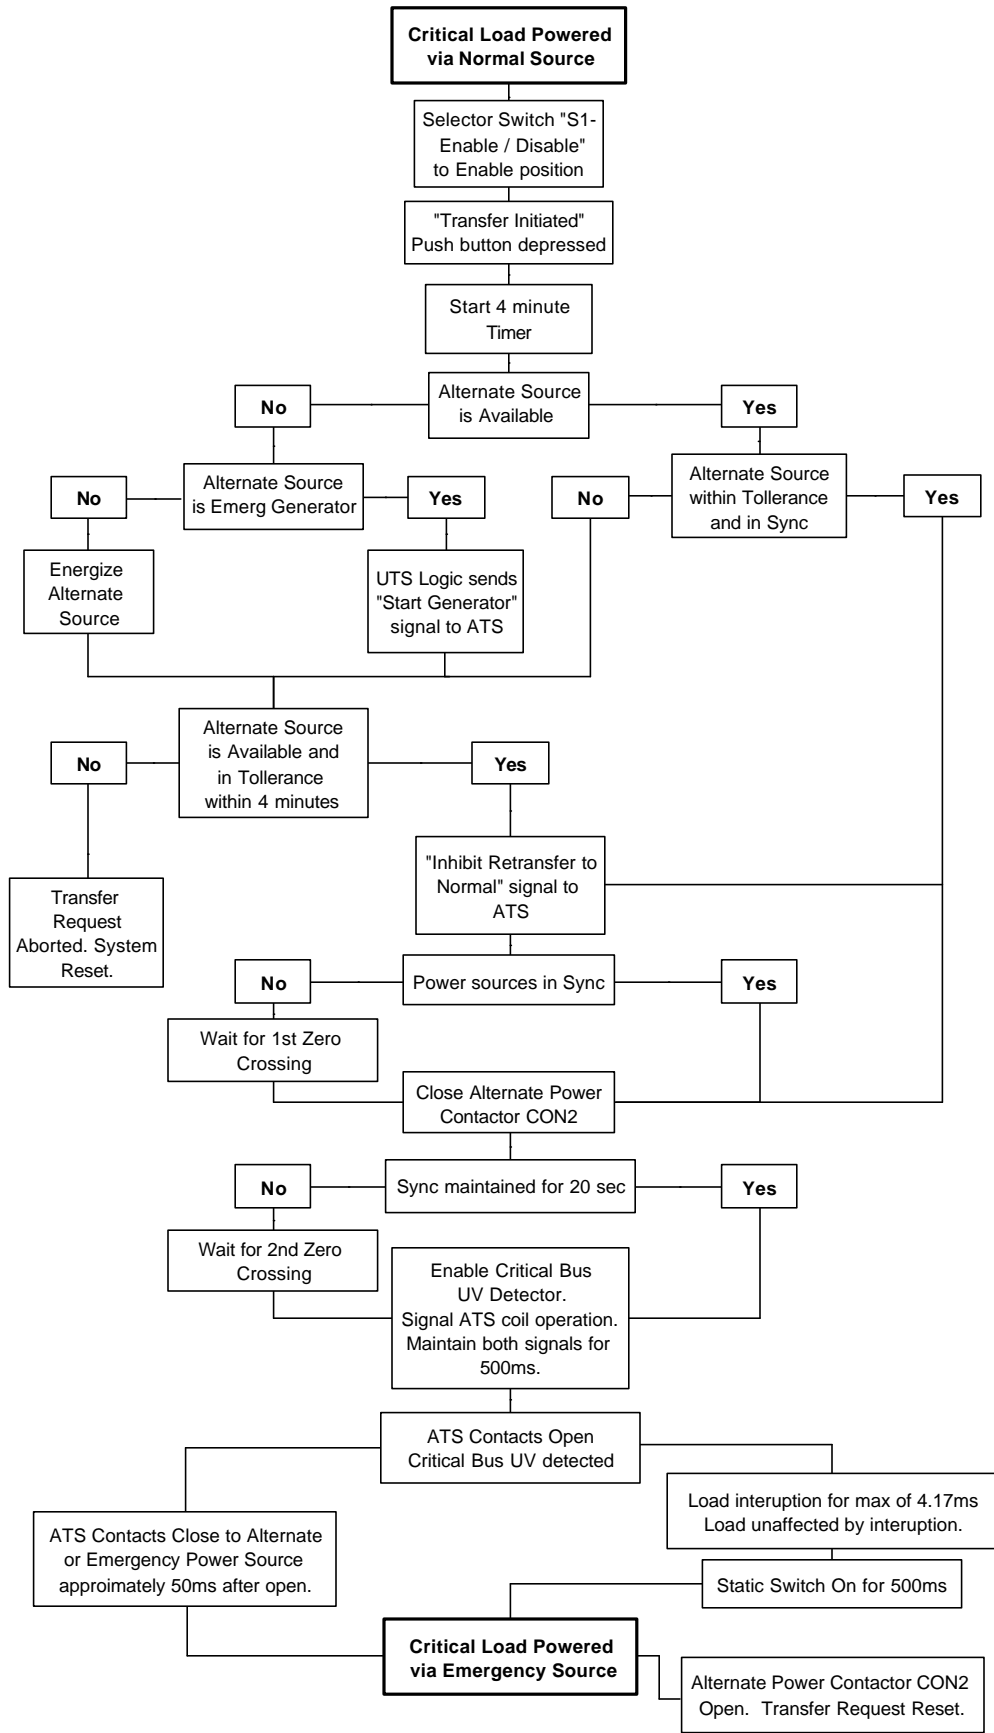 Critical Load Powered
via Normal Source
Selector Switch "S1-
Enable / Disable"
to Enable position
"Transfer Initiated"
Push button depressed
Start 4 minute
Timer
No
Alternate Source
is Available
Yes
No
Alternate Source
is Emerg Generator
Yes
No
Alternate Source
within Tollerance
and in Sync
Yes
Energize
Alternate
Source
UTS Logic sends
"Start Generator"
signal to ATS
No
Alternate Source
is Available and
in Tollerance
within 4 minutes
Yes
Transfer
Request
Aborted. System
Reset.
"Inhibit Retransfer to
Normal" signal to
ATS
No
Power sources in Sync
Yes
Wait for 1st Zero
Crossing
Close Alternate Power
Contactor CON2
No
Sync maintained for 20 sec
Yes
Wait for 2nd Zero
Crossing
Enable Critical Bus
UV Detector.
Signal ATS coil operation.
Maintain both signals for
500ms.
ATS Contacts Open
Critical Bus UV detected
Load interuption for max of 4.17ms
Load unaffected by interuption.
ATS Contacts Close to Alternate
or Emergency Power Source
approimately 50ms after open.
Static Switch On for 500ms
Critical Load Powered
via Emergency Source
Alternate Power Contactor CON2
Open. Transfer Request Reset.